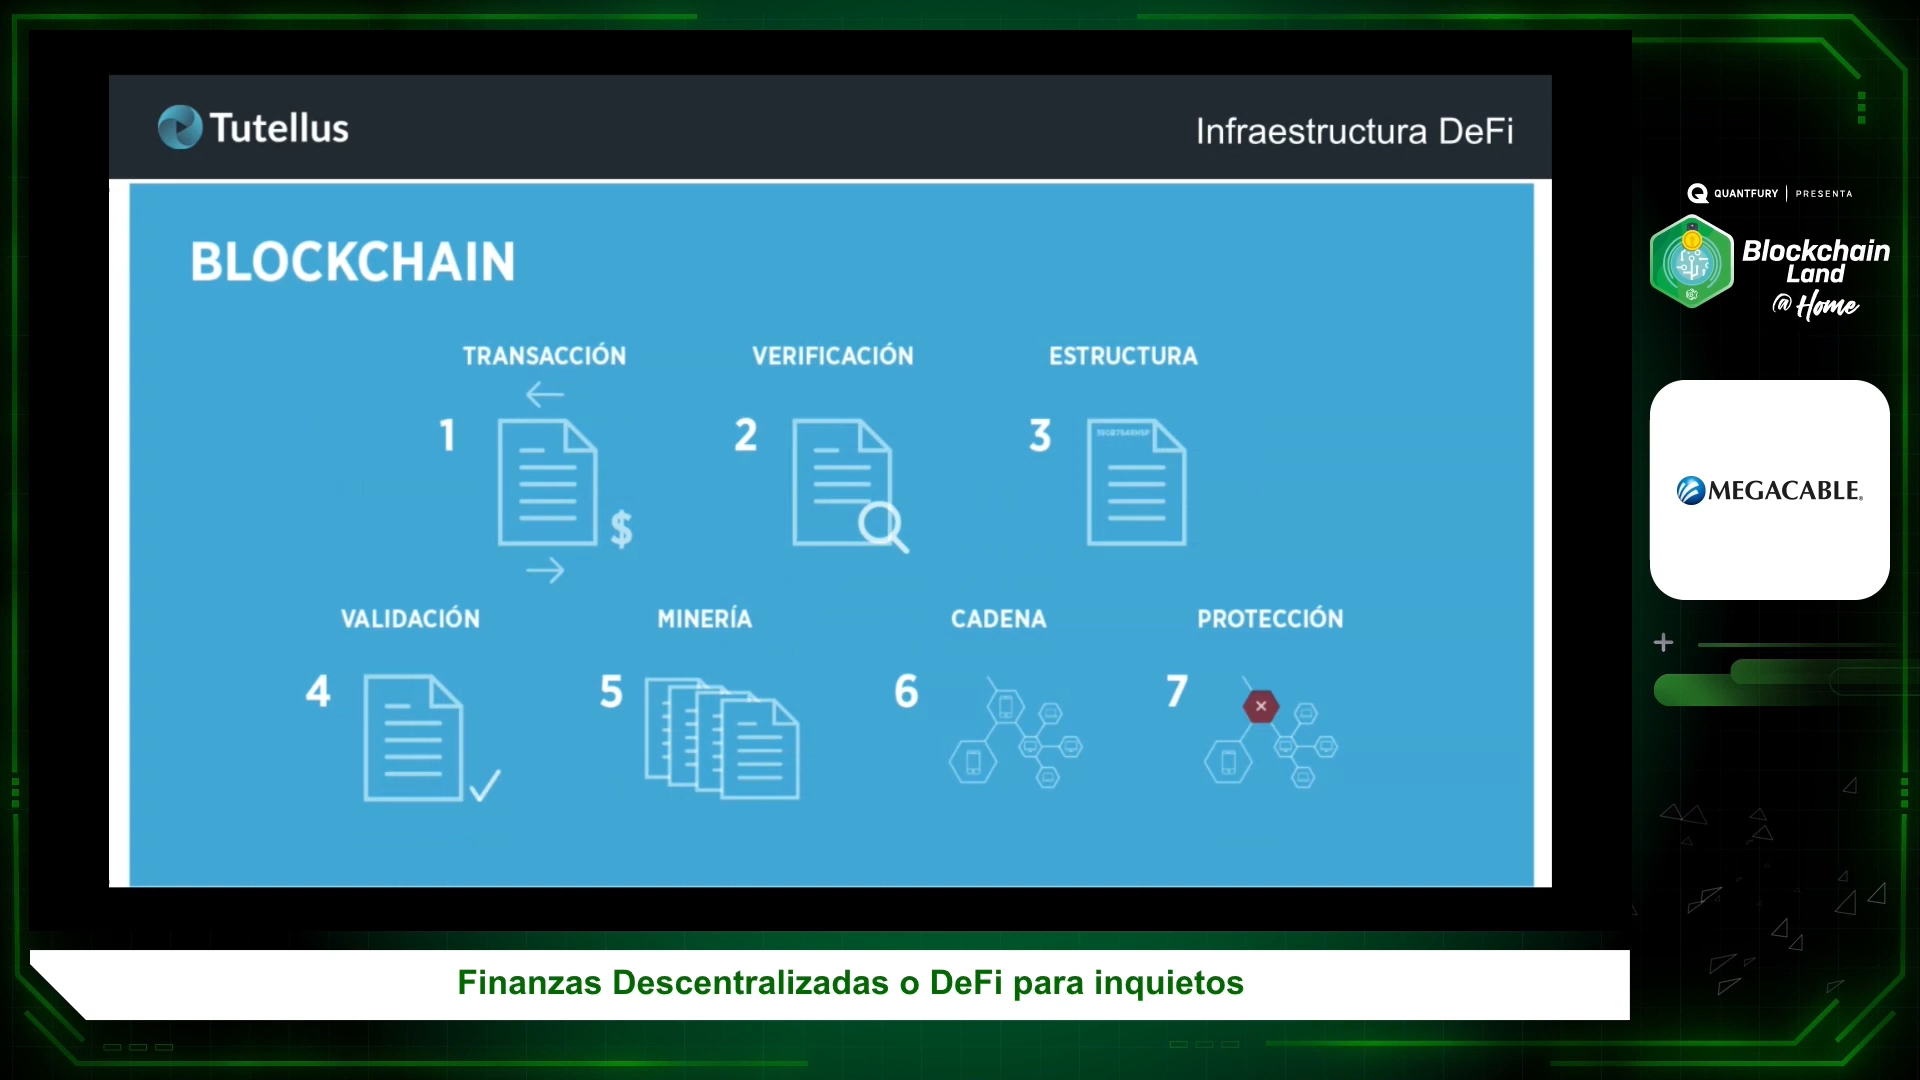 Tutellus
Infraestructura DeFi
BLOCKCHAIN
TRANSACCIÓN
VERIFICACIÓN
ESTRUCTURA
1
$
2
3
VALIDACIÓN
MINERÍA
CADENA
PROTECCIÓN
4
5
6
7
QUANTFURY | PRESENTA
Blockchain
Land
@Home
MEGACABLE
Finanzas Descentralizadas o DeFi para inquietos